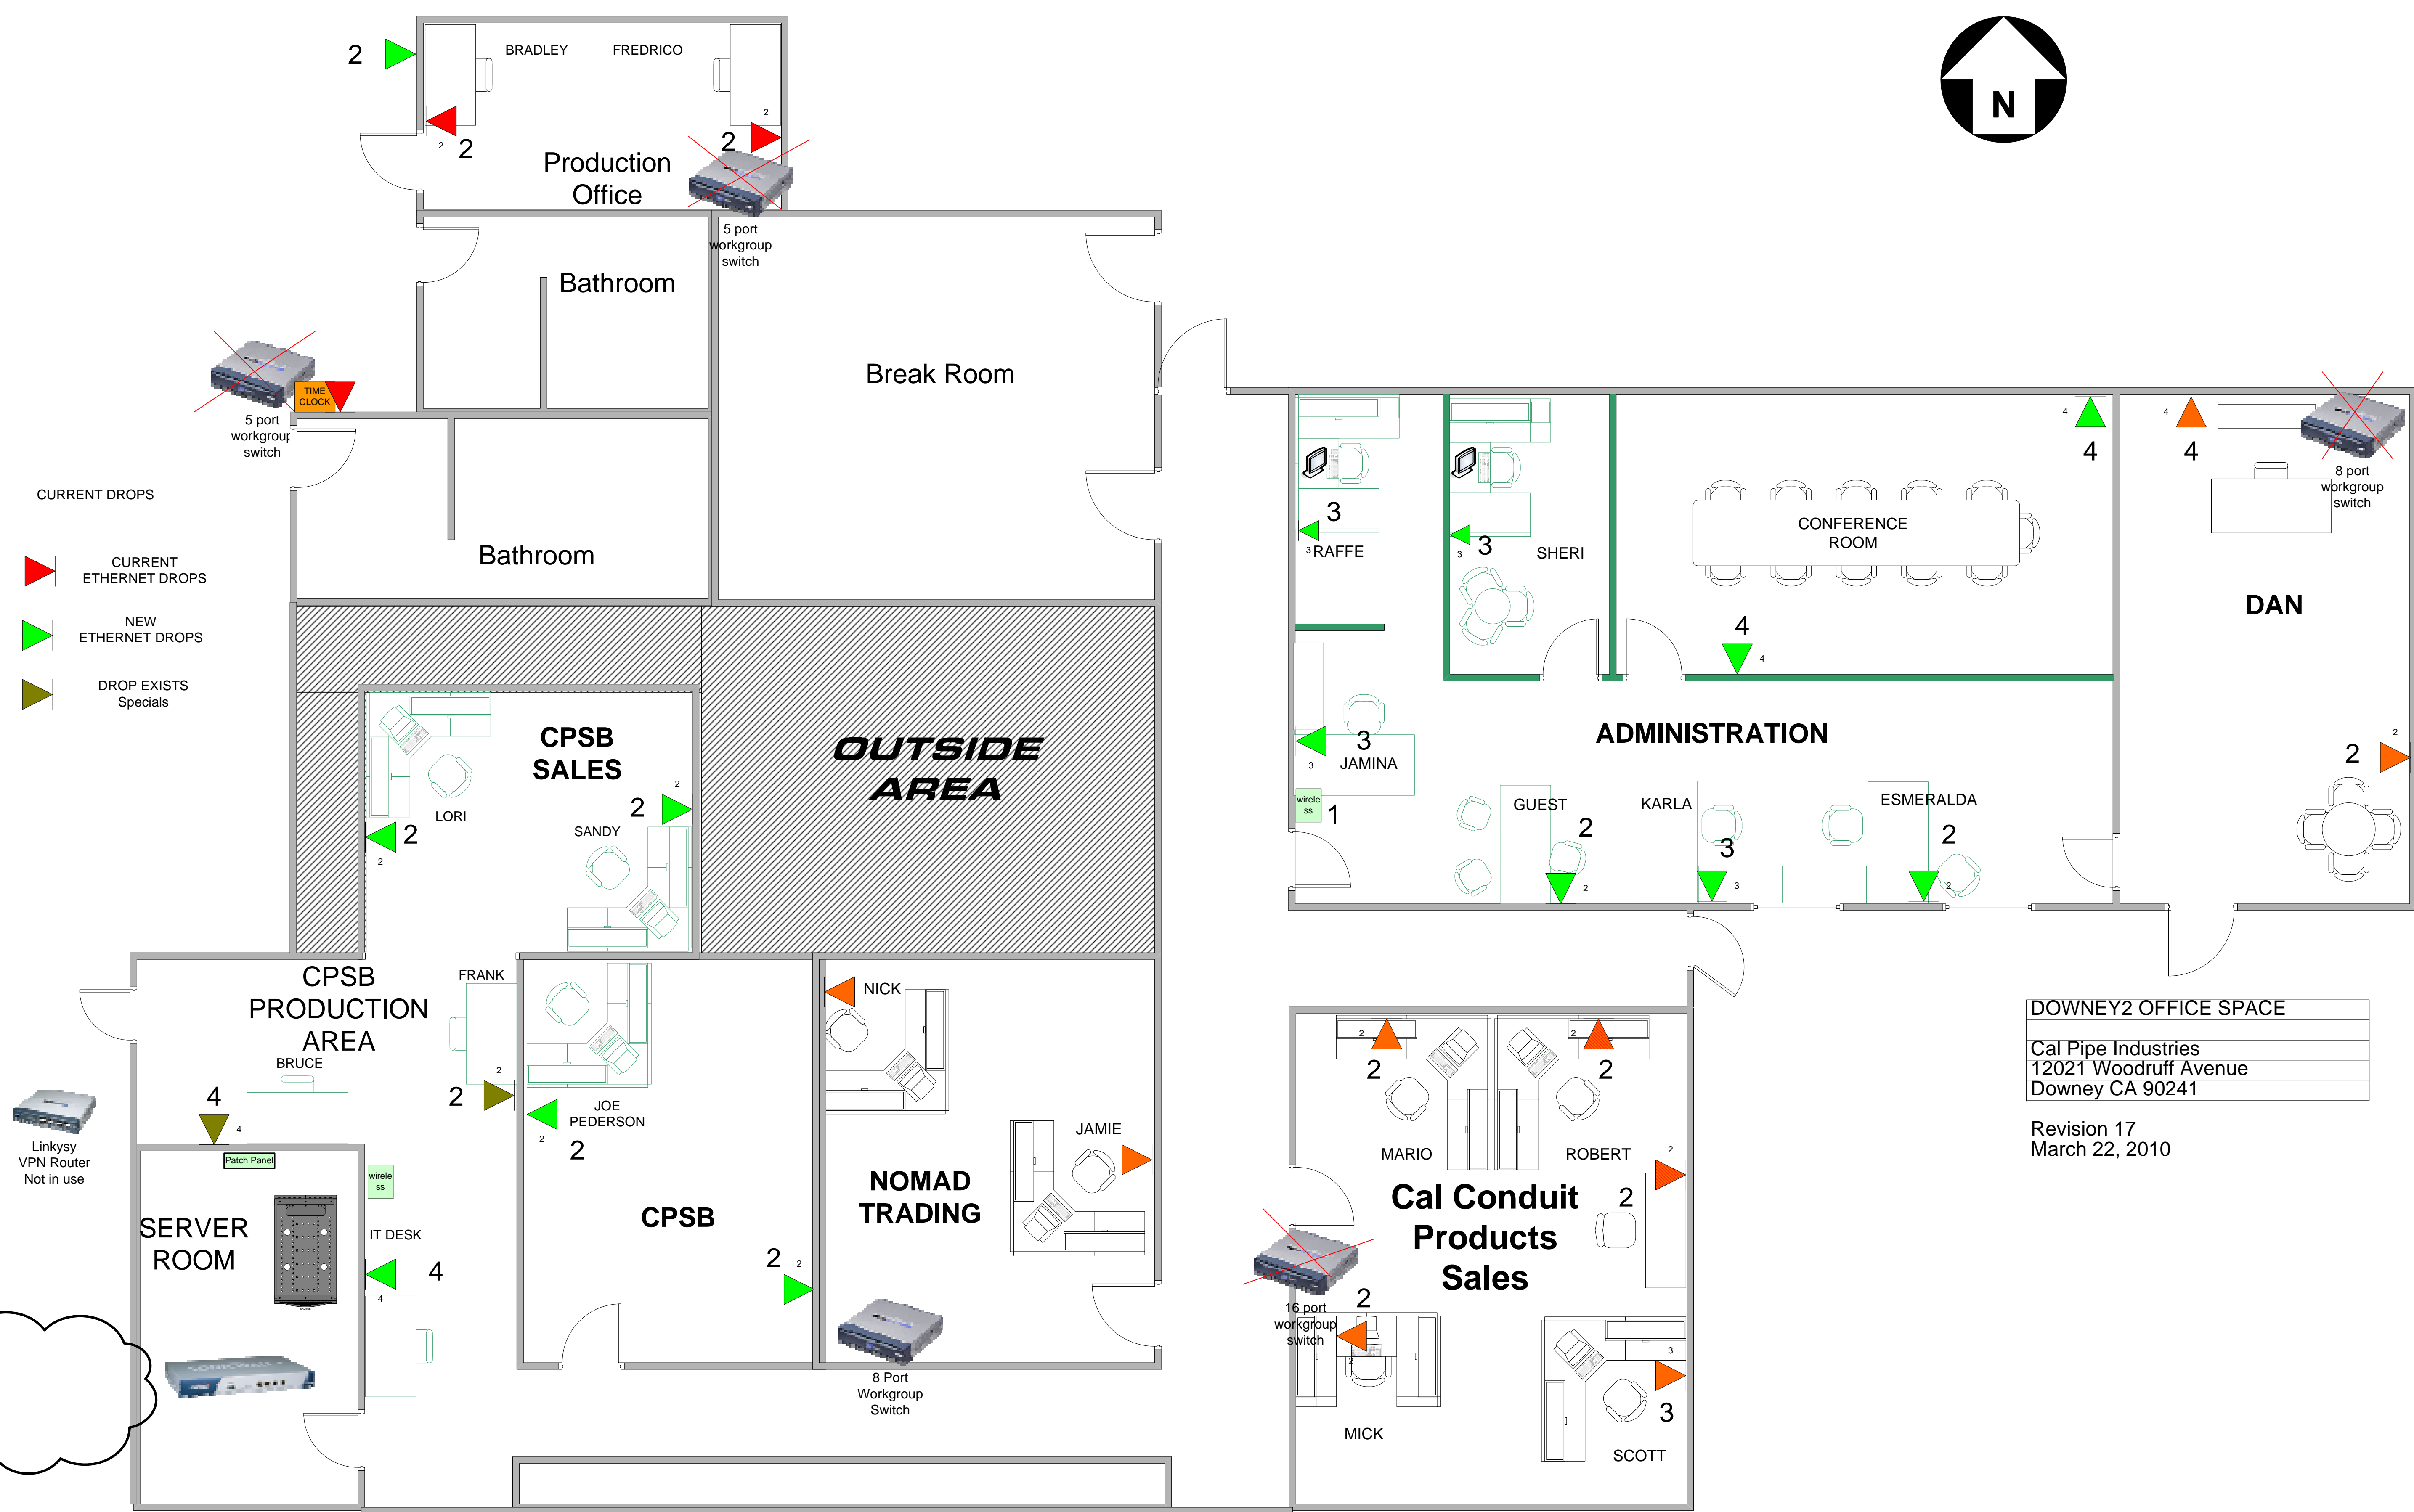 2
BRADLEY
FREDRICO
2
2
2
2
Production
Office
5 port
workgroup
switch
N
Bathroom
Break Room
TIME
CLOCK
5 port
workgroup
switch
Bathroom
CURRENT DROPS
CURRENT
ETHERNET DROPS
NEW
ETHERNET DROPS
DROP EXISTS
Specials
3
3
RAFFE
3
3
SHERI
4
4
4
4
8 port
workgroup
switch
CONFERENCE
ROOM
DAN
4
4
ADMINISTRATION
3
3
JAMINA
wirele
ss
1
GUEST
2
2
KARLA
3
3
ESMERALDA
2
2
2
2
CPSB
SALES
LORI
2
2
2
2
SANDY
OUTSIDE
AREA
CPSB
PRODUCTION
AREA
FRANK
2
2
BRUCE
4
4
Linkysy
VPN Router
Not in use
Patch Panel
wirele
ss
SERVER
ROOM
IT DESK
4
4
SONICWALL
JOE
PEDERSON
2
2
CPSB
2
2
NICK
JAMIE
NOMAD
TRADING
8 Port
Workgroup
Switch
2
2
2
2
MARIO
ROBERT
2
2
Cal Conduit
Products
Sales
16 port
workgroup
switch
2
2
MICK
3
3
SCOTT
DOWNEY2 OFFICE SPACE
Cal Pipe Industries
12021 Woodruff Avenue
Downey CA 90241
Revision 17
March 22, 2010